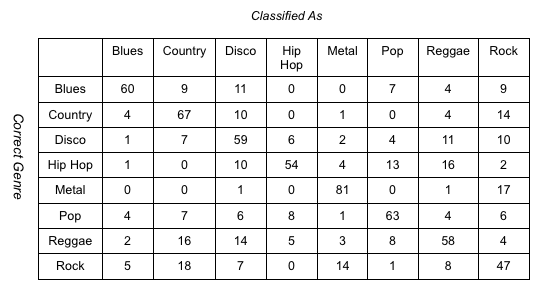 Classified As
Blues Country Disco Hip Hop Metal Pop Reggae Rock
Correct Genre
Blues 60 9 11 0 0 7 4 9
Country 4 67 10 0 1 0 4 14
Disco 1 7 59 6 2 4 11 10
Hip Hop 1 0 10 54 4 13 16 2
Metal 0 0 1 0 81 0 1 17
Pop 4 7 6 8 1 63 4 6
Reggae 2 16 14 5 3 8 58 4
Rock 5 18 7 0 14 1 8 47